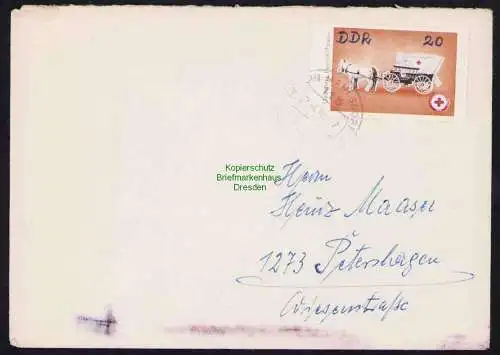 DDR 20
Kopierschutz
Briefmarkenhaus
Dresden
Herrn
Heinz Maaser
1273 Petershagen
Wiesenstraße